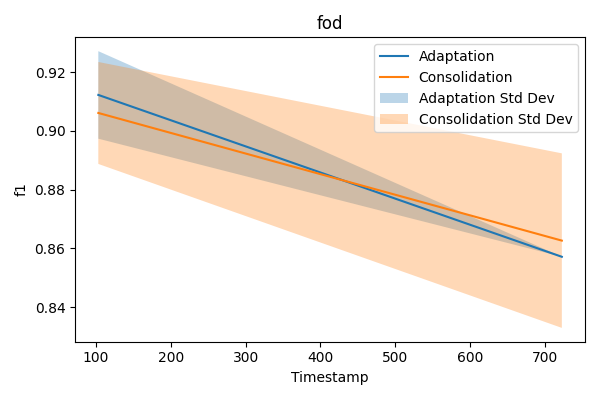 fod
Adaptation
Consolidation
Adaptation Std Dev
Consolidation Std Dev
f1
0.92
0.90
0.88
0.86
0.84
100 200 300 400 500 600 700
Timestamp